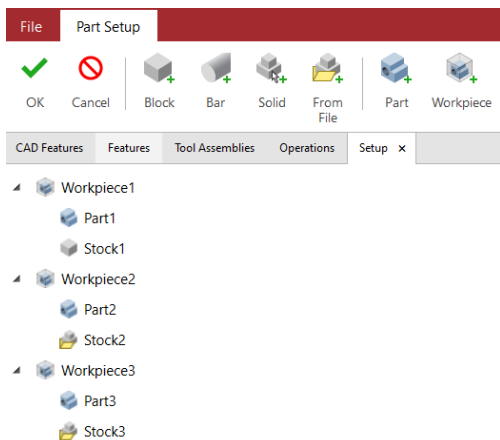 File Part Setup
OK Cancel Block Bar Solid From File Part Workpiece
CAD Features Features Tool Assemblies Operations Setup ×
Workpiece1
Part1
Stock1
Workpiece2
Part2
Stock2
Workpiece3
Part3
Stock3